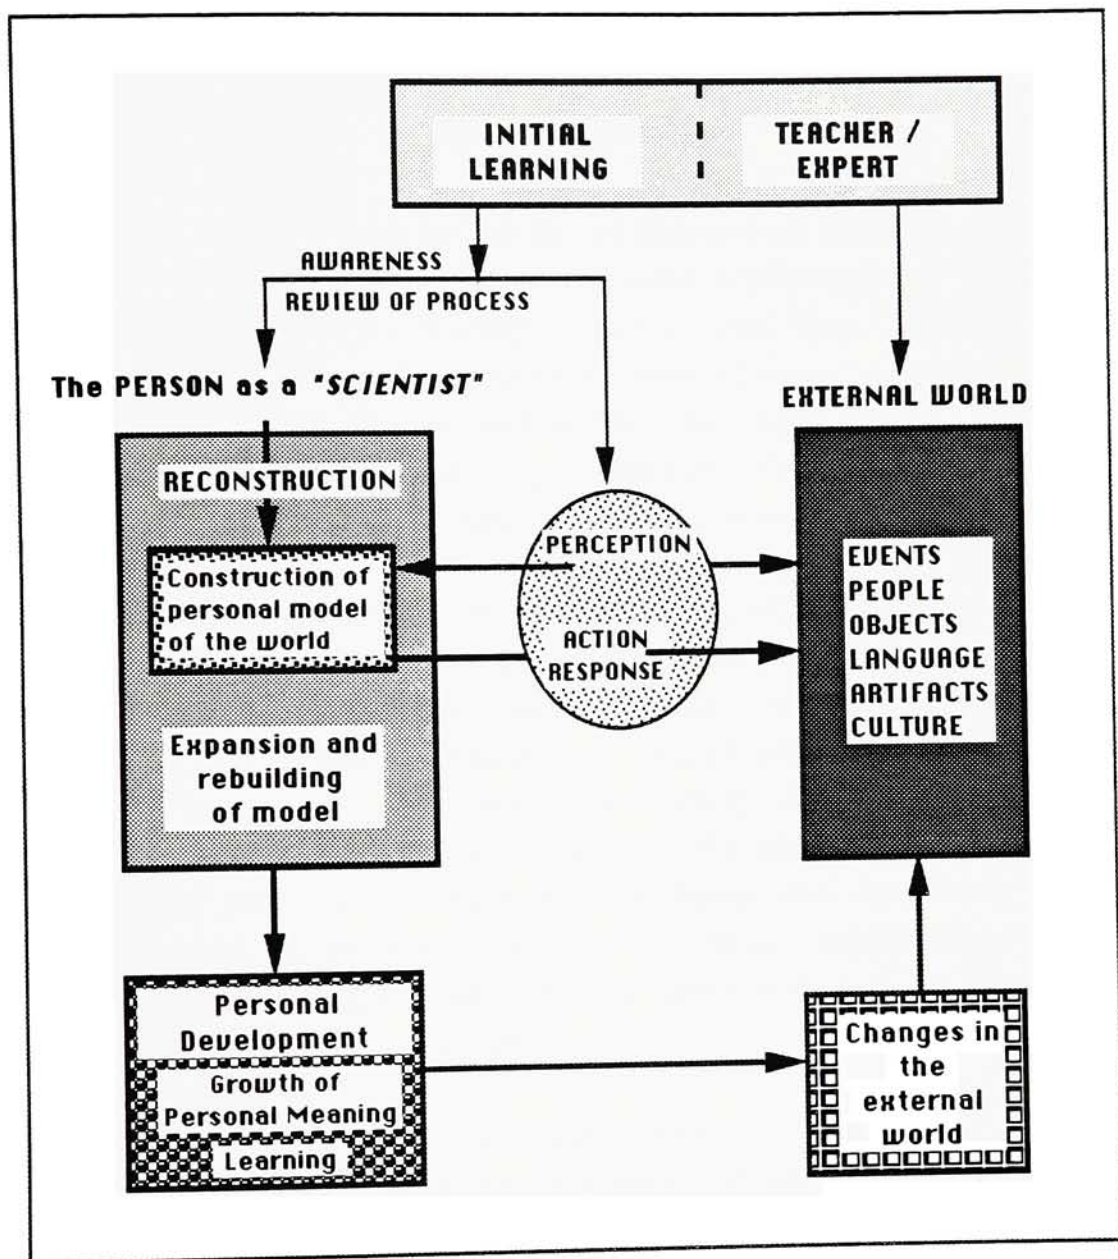 INITIAL
LEARNING
TEACHER /
EXPERT
AWARENESS
REVIEW OF PROCESS
The PERSON as a "SCIENTIST"
EXTERNAL WORLD
RECONSTRUCTION
Construction of
personal model
of the world
Expansion and
rebuilding
of model
PERCEPTION
ACTION
RESPONSE
EVENTS
PEOPLE
OBJECTS
LANGUAGE
ARTIFACTS
CULTURE
Personal
Development
Growth of
Personal Meaning
Learning
Changes in
the
external
world